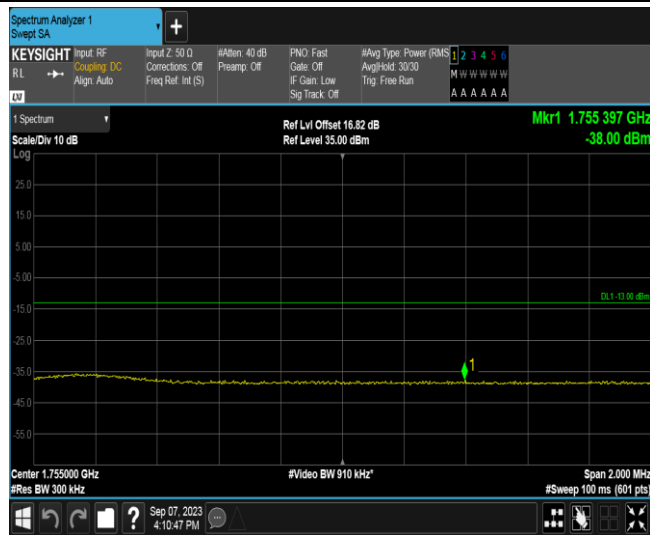 Spectrum Analyzer 1
Swept SA
+
KEYSIGHT
RL
LXI
Input: RF
Coupling: DC
Align: Auto
Input Z: 50 Ω
Corrections: Off
Freq Ref: Int (S)
#Atten: 40 dB
Preamp: Off
PNO: Fast
Gate: Off
IF Gain: Low
Sig Track: Off
#Avg Type: Power (RMS
Avg|Hold: 30/30
Trig: Free Run
1 2 3 4 5 6
M W W W W W
A A A A A A
1 Spectrum
Scale/Div 10 dB
Log
Ref Lvl Offset 16.82 dB
Ref Level 35.00 dBm
Mkr1 1.755 397 GHz
-38.00 dBm
25.0
15.0
5.00
-5.00
-15.0
-25.0
-35.0
-45.0
-55.0
DL1 -13.00 dBm
1
Center 1.755000 GHz
#Res BW 300 kHz
#Video BW 910 kHz*
Span 2.000 MHz
#Sweep 100 ms (601 pts)
?
Sep 07, 2023
4:10:47 PM